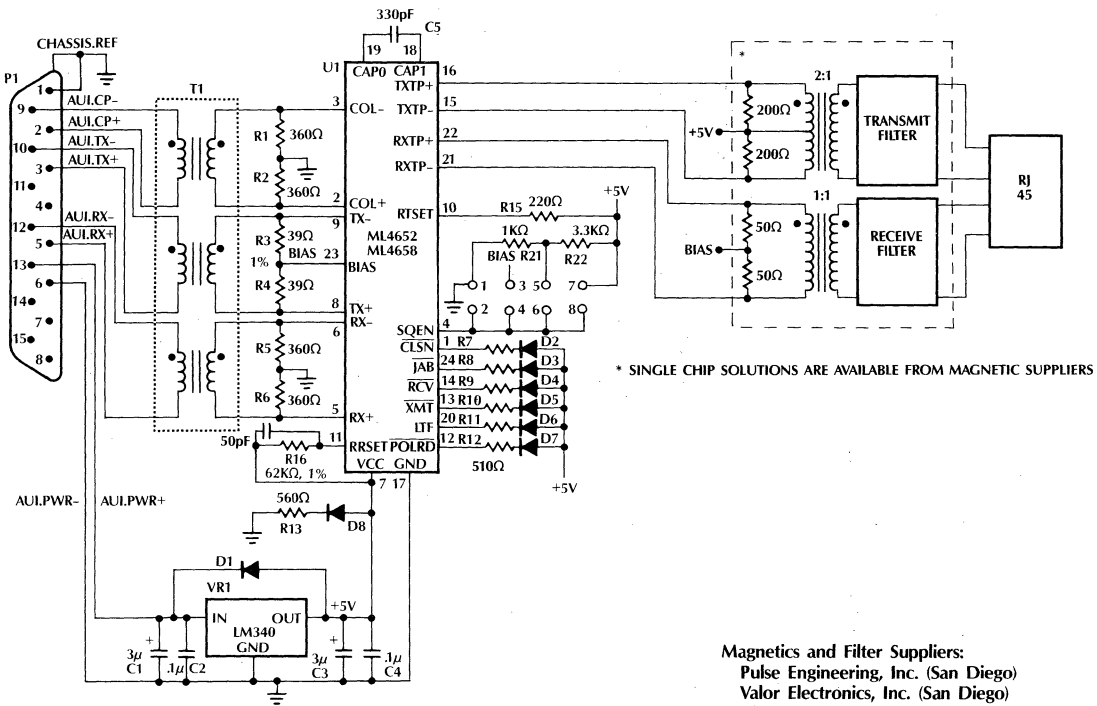 330pF
C5
19
18
CHASSIS.REF
P1
U1
CAP0
CAP1
16
TXTP+
1
AUI.CP−
T1
3
COL−
TXTP−
15
9
AUI.CP+
R1
360Ω
RXTP+
22
2
AUI.TX−
RXTP−
21
10
AUI.TX+
R2
360Ω
3
11
2
COL+
4
TX−
9
RTSET
10
R15
220Ω
+5V
AUI.RX−
12
R3
39Ω
ML4652
ML4658
1KΩ
3.3KΩ
AUI.RX+
5
1%
BIAS
23
BIAS
BIAS
R21
R22
13
R4
39Ω
1
3
5
7
6
8
TX+
2
4
6
8
14
RX−
6
SQEN
4
7
R5
360Ω
CLSN
1
R7
D2
15
JAB
24
R8
D3
8
R6
360Ω
RCV
14
R9
D4
5
RX+
XMT
13
R10
D5
LTF
20
R11
D6
50pF
11
RRSET
POLRD
12
R12
D7
R16
62KΩ, 1%
VCC
GND
510Ω
7
17
+5V
AUI.PWR−
AUI.PWR+
560Ω
R13
D8
D1
VR1
IN
OUT
+5V
LM340
GND
+
3μ
C1
.1μ
C2
+
3μ
C3
.1μ
C4
*
2:1
200Ω
+5V
200Ω
TRANSMIT
FILTER
RJ
45
1:1
50Ω
BIAS
50Ω
RECEIVE
FILTER
* SINGLE CHIP SOLUTIONS ARE AVAILABLE FROM MAGNETIC SUPPLIERS
Magnetics and Filter Suppliers:
Pulse Engineering, Inc. (San Diego)
Valor Electronics, Inc. (San Diego)